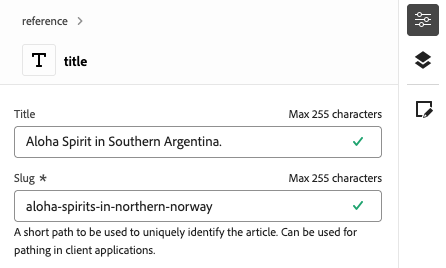 reference >
T title
Title Max 255 characters
Aloha Spirit in Southern Argentina.
Slug * Max 255 characters
aloha-spirits-in-northern-norway
A short path to be used to uniquely identify the article. Can be used for
pathing in client applications.